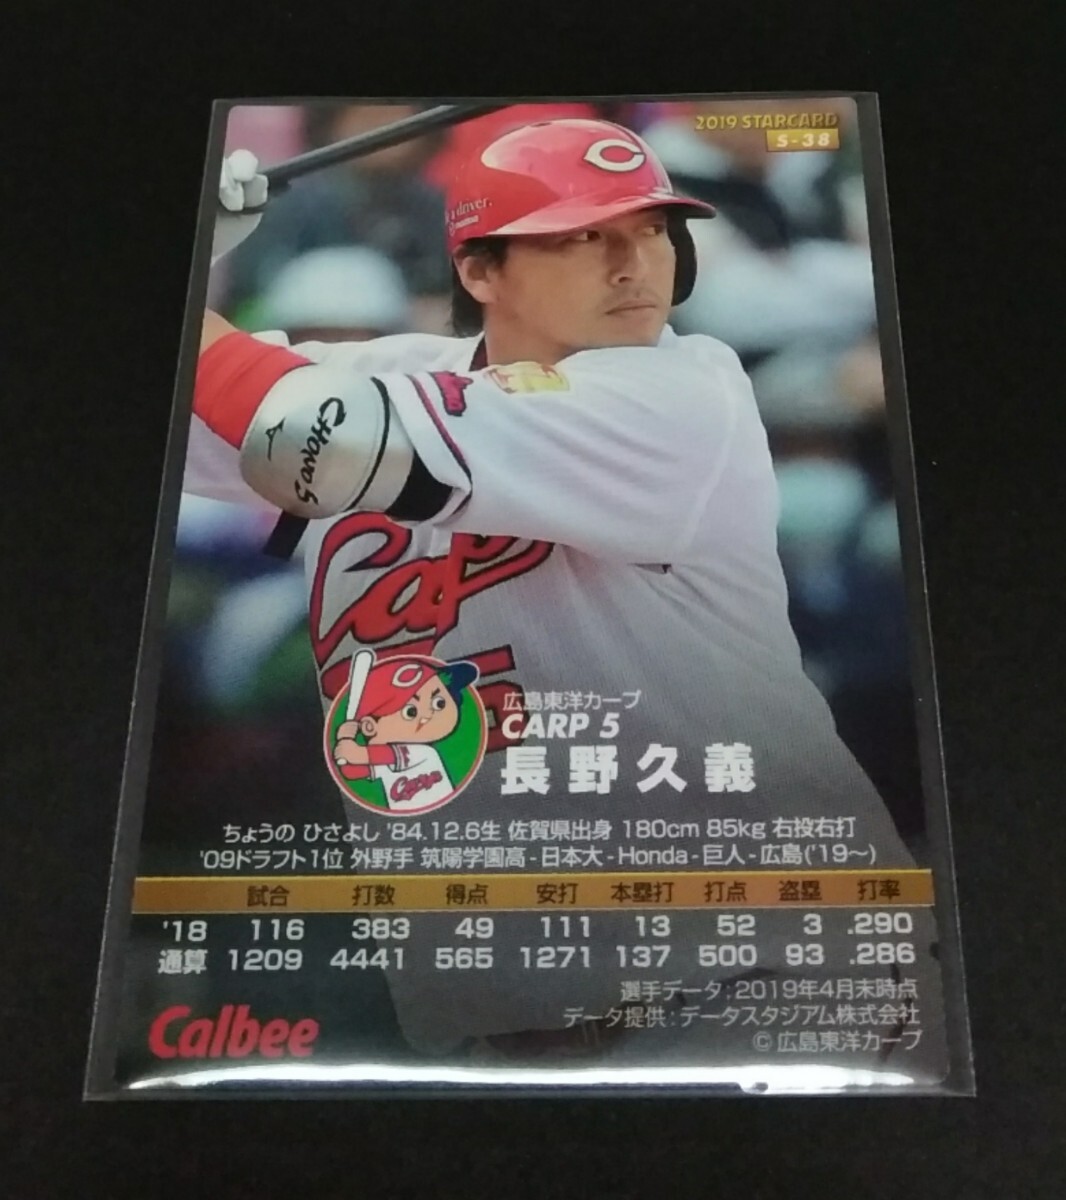 2019 STARCARD
S-38
driver.
CHONO 5
Carp
広島東洋カープ
CARP 5
長野久義
ちょうの ひさよし '84.12.6生 佐賀県出身 180cm 85kg 右投右打
'09ドラフト1位 外野手 筑陽学園高-日本大-Honda-巨人-広島('19〜)
試合 打数 得点 安打 本塁打 打点 盗塁 打率
'18 116 383 49 111 13 52 3 .290
通算 1209 4441 565 1271 137 500 93 .286
選手データ:2019年4月末時点
データ提供:データスタジアム株式会社
Calbee
©広島東洋カープ